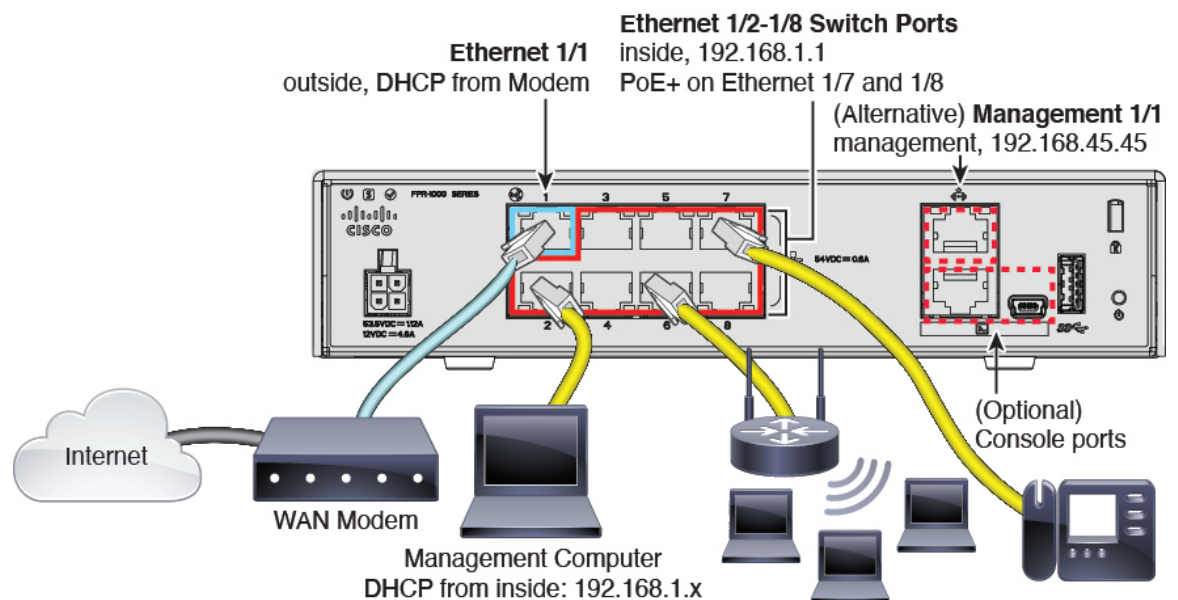 Ethernet 1/2-1/8 Switch Ports
Ethernet 1/1
inside, 192.168.1.1
outside, DHCP from Modem
PoE+ on Ethernet 1/7 and 1/8
(Alternative) Management 1/1
management, 192.168.45.45
FPR-1000 SERIES
1 3 5 7
CISCO
54VDC ⎓ 0.6A
53.5VDC ⎓ 1.12A
12VDC ⎓ 4.6A
2 4 6 8
(Optional)
Console ports
Internet
WAN Modem
Management Computer
DHCP from inside: 192.168.1.x